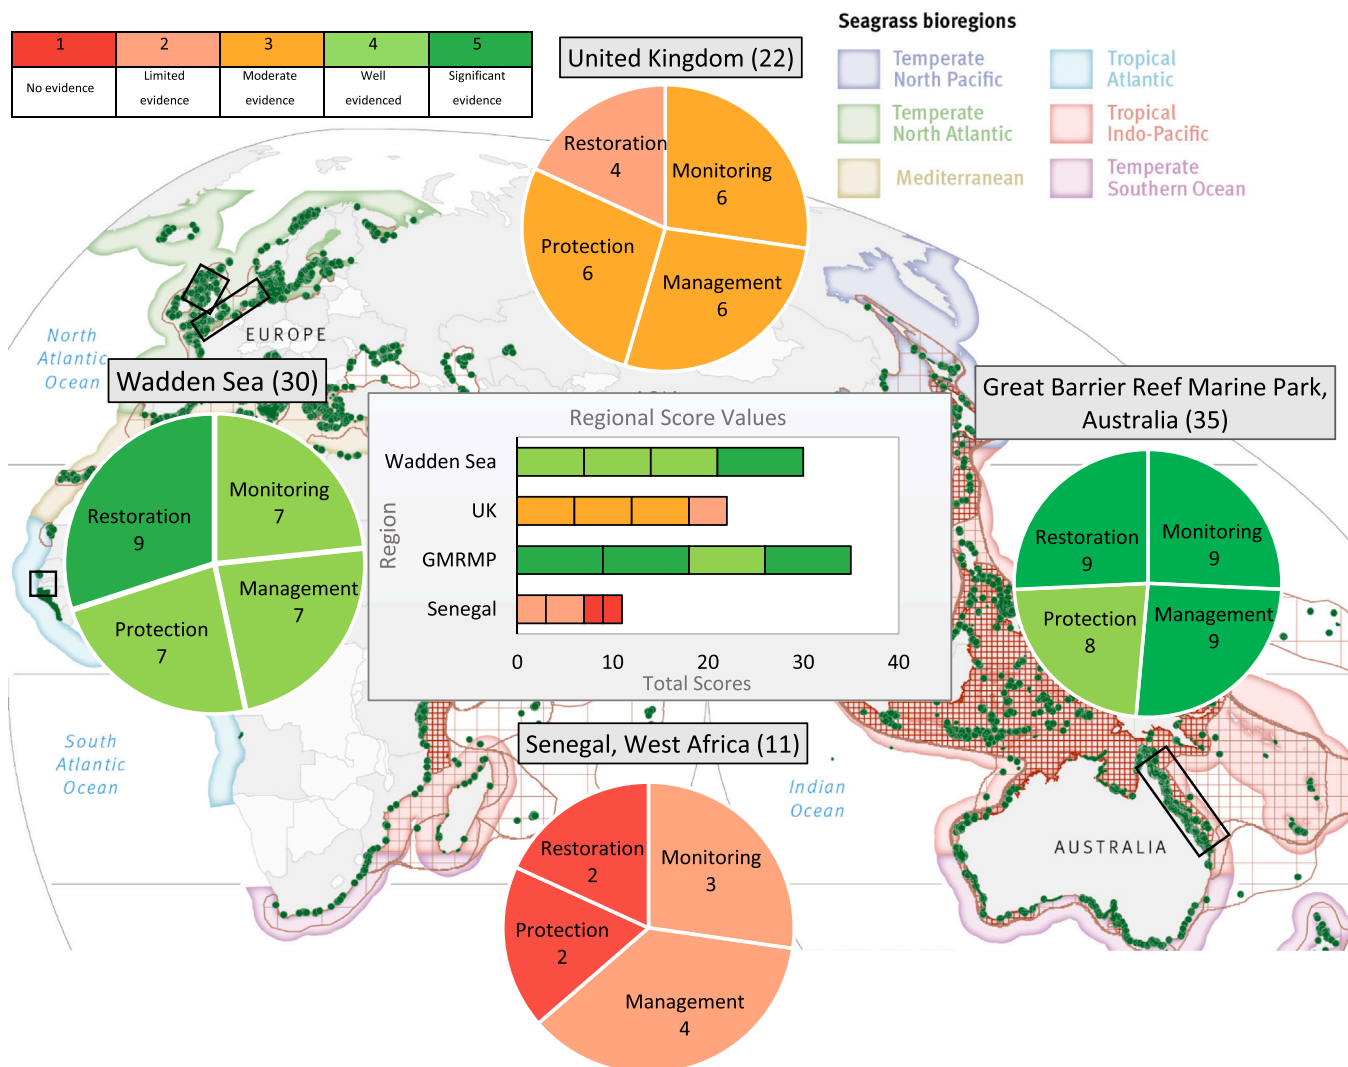 1
2
3
4
5
No evidence
Limited
evidence
Moderate
evidence
Well
evidenced
Significant
evidence
United Kingdom (22)
Restoration
4
Monitoring
6
Protection
6
Management
6
Seagrass bioregions
Temperate
North Pacific
Tropical
Atlantic
Temperate
North Atlantic
Tropical
Indo-Pacific
Mediterranean
Temperate
Southern Ocean
North
Atlantic
Ocean
EUROPE
Wadden Sea (30)
Restoration
9
Monitoring
7
Management
7
Protection
7
Regional Score Values
Region
Wadden Sea
UK
GMRMP
Senegal
0
10
20
30
40
Total Scores
Great Barrier Reef Marine Park,
Australia (35)
Restoration
9
Monitoring
9
Protection
8
Management
9
South
Atlantic
Ocean
Senegal, West Africa (11)
Restoration
2
Monitoring
3
Protection
2
Management
4
Indian
Ocean
AUSTRALIA